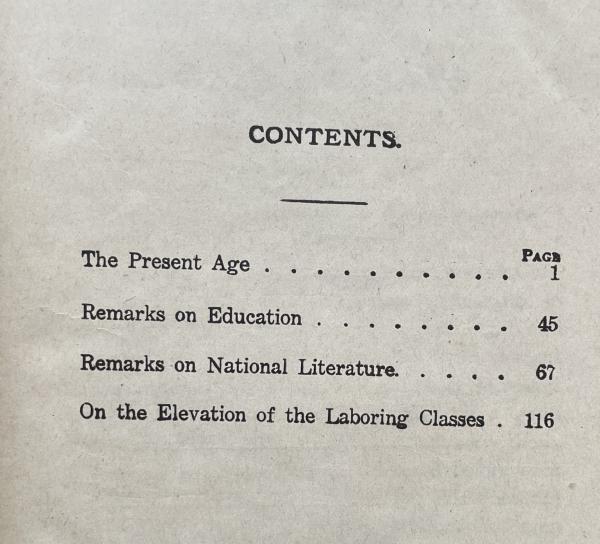 CONTENTS.
PAGE
The Present Age . . . . . . . . . . 1
Remarks on Education . . . . . . . . 45
Remarks on National Literature. . . . . 67
On the Elevation of the Laboring Classes . 116